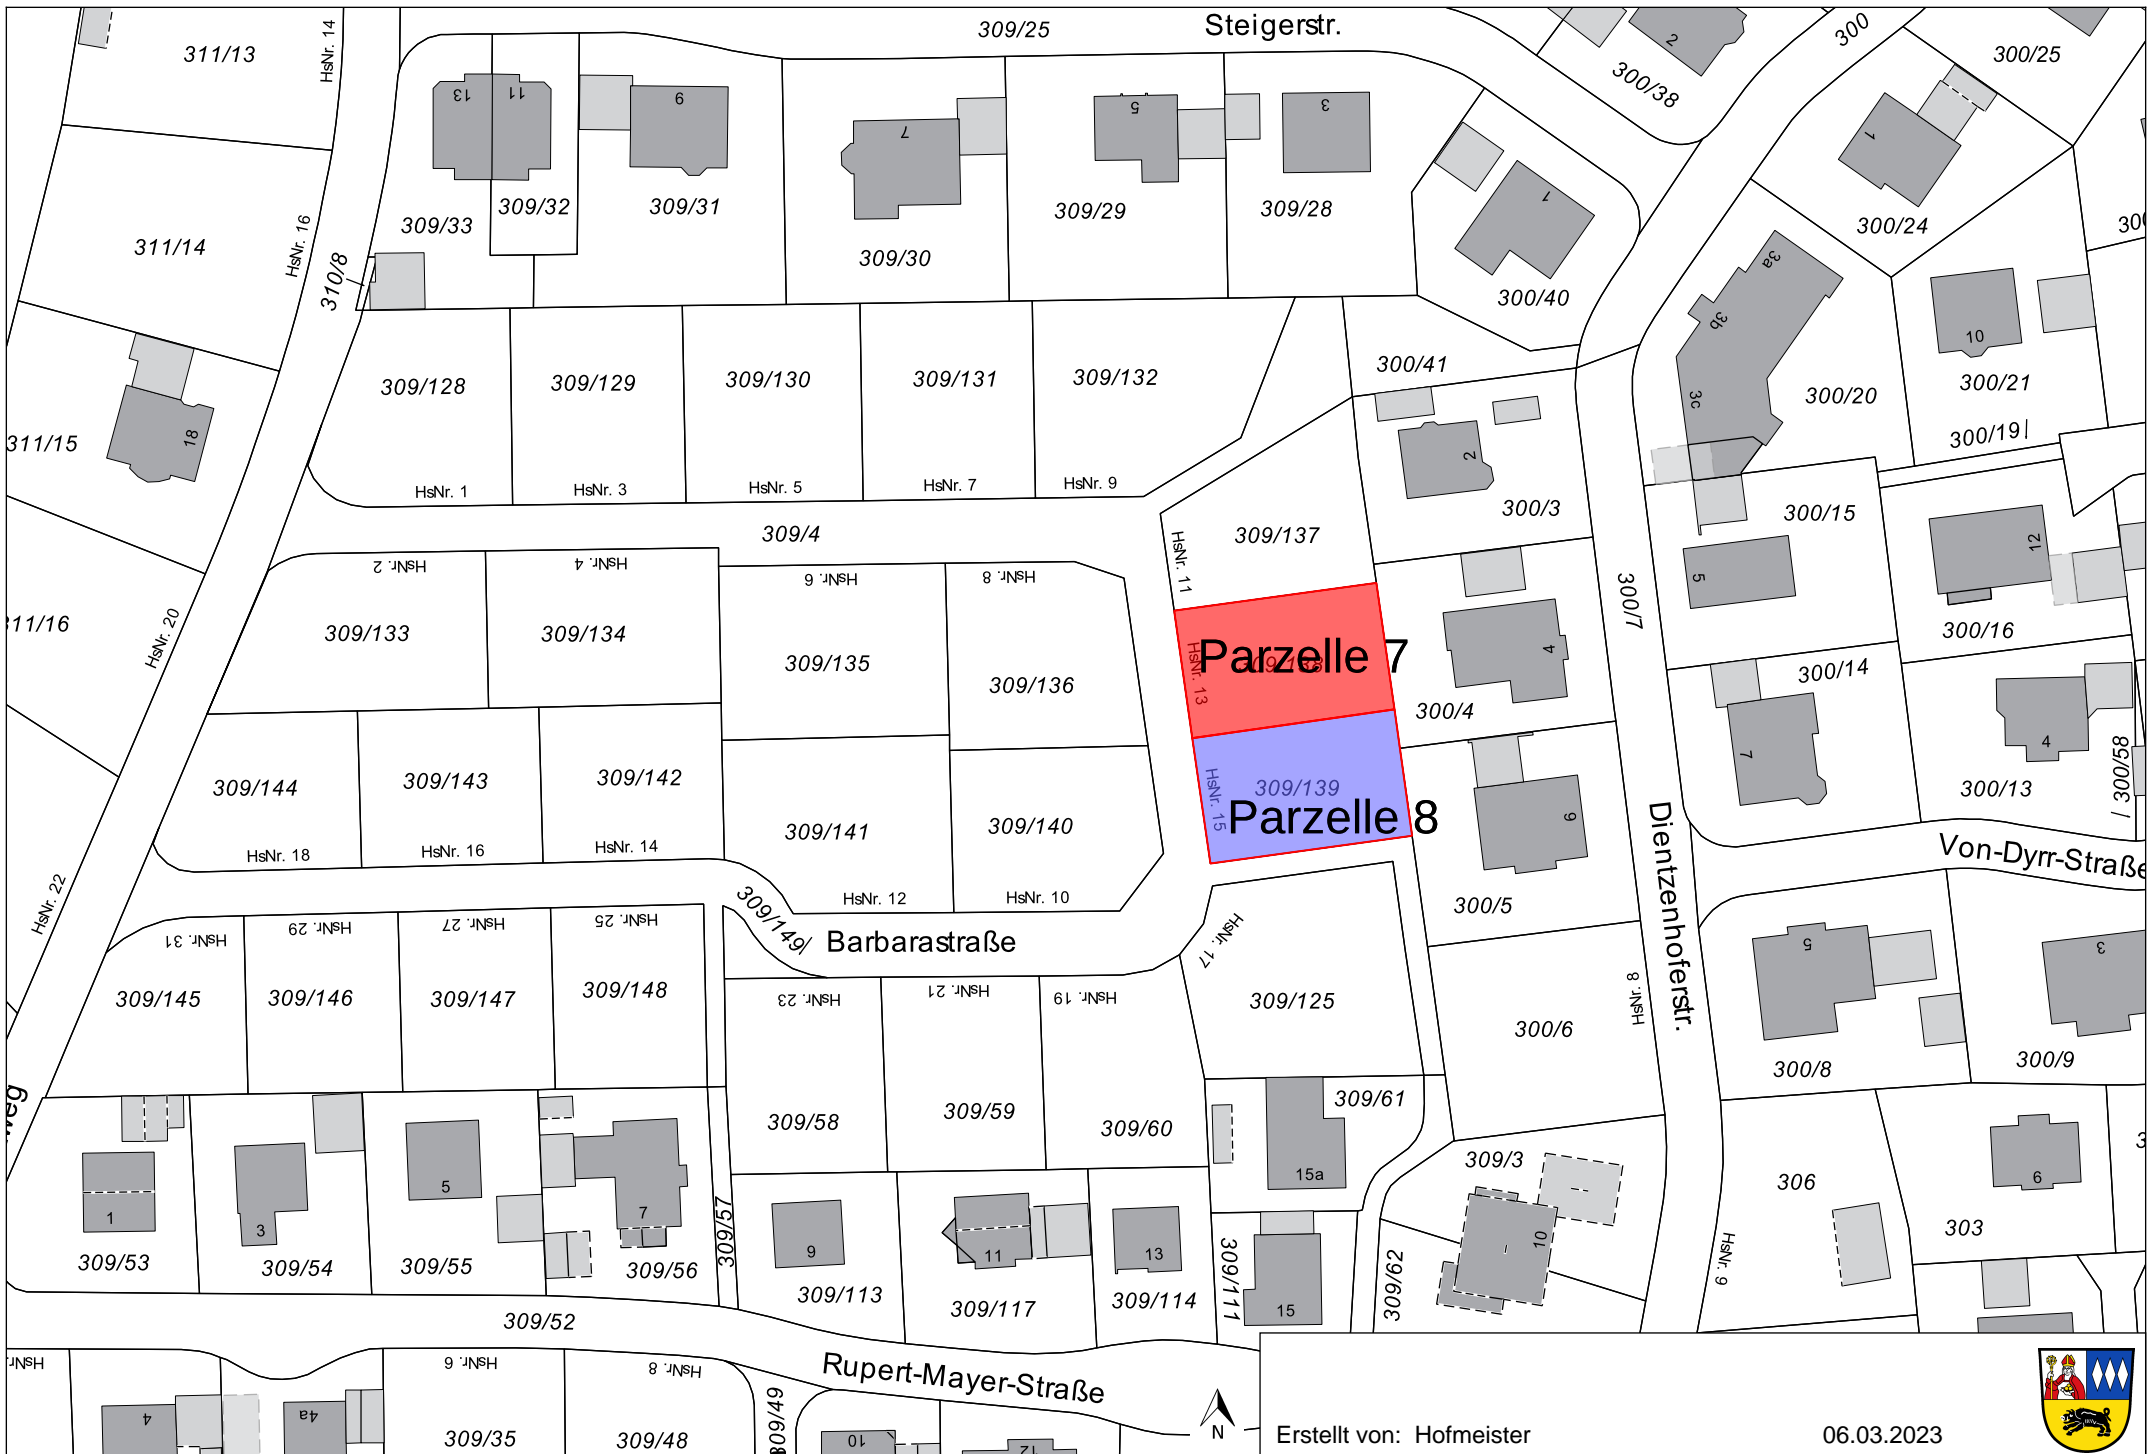 309/25
Steigerstr.
300
2
300/38
300/25
311/13
HsNr. 14
13
11
9
7
5
3
1
1
309/33
309/32
309/31
309/30
309/29
309/28
300/40
300/24
311/14
HsNr. 16
310/8
3a
3b
3c
10
300/21
300/20
300/19
309/128
309/129
309/130
309/131
309/132
300/41
311/15
18
HsNr. 1
HsNr. 3
HsNr. 5
HsNr. 7
HsNr. 9
2
300/3
300/15
309/4
309/137
HsNr. 11
12
5
300/7
300/16
HsNr. 2
HsNr. 4
HsNr. 6
HsNr. 8
HsNr. 20
309/133
309/134
309/135
309/136
Parzelle 7
309/138
HsNr. 13
4
300/4
300/14
7
4
300/13
300/58
309/144
309/143
309/142
309/141
309/140
309/139
HsNr. 15
Parzelle 8
6
300/5
Dientzenhoferstr.
Von-Dyrr-Straße
HsNr. 18
HsNr. 16
HsNr. 14
HsNr. 12
HsNr. 10
HsNr. 22
309/149
Barbarastraße
HsNr. 31
HsNr. 29
HsNr. 27
HsNr. 25
HsNr. 23
HsNr. 21
HsNr. 19
HsNr. 17
HsNr. 8
309/145
309/146
309/147
309/148
309/125
300/6
5
3
300/8
300/9
309/58
309/59
309/60
309/61
15a
309/3
306
6
303
1
3
5
7
9
11
13
15
10
HsNr. 9
309/53
309/54
309/55
309/56
309/57
309/113
309/117
309/114
309/111
309/62
309/52
Rupert-Mayer-Straße
HsNr. 6
HsNr. 8
4
4a
309/35
309/48
309/49
10
12
N
Erstellt von: Hofmeister
06.03.2023